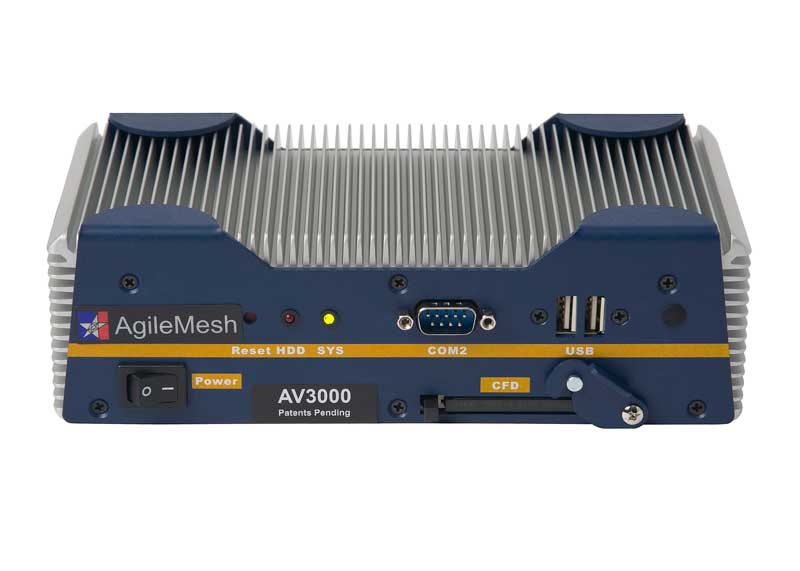 AgileMesh
Reset HDD SYS COM2 USB
Power
O —
AV3000
Patents Pending
CFD